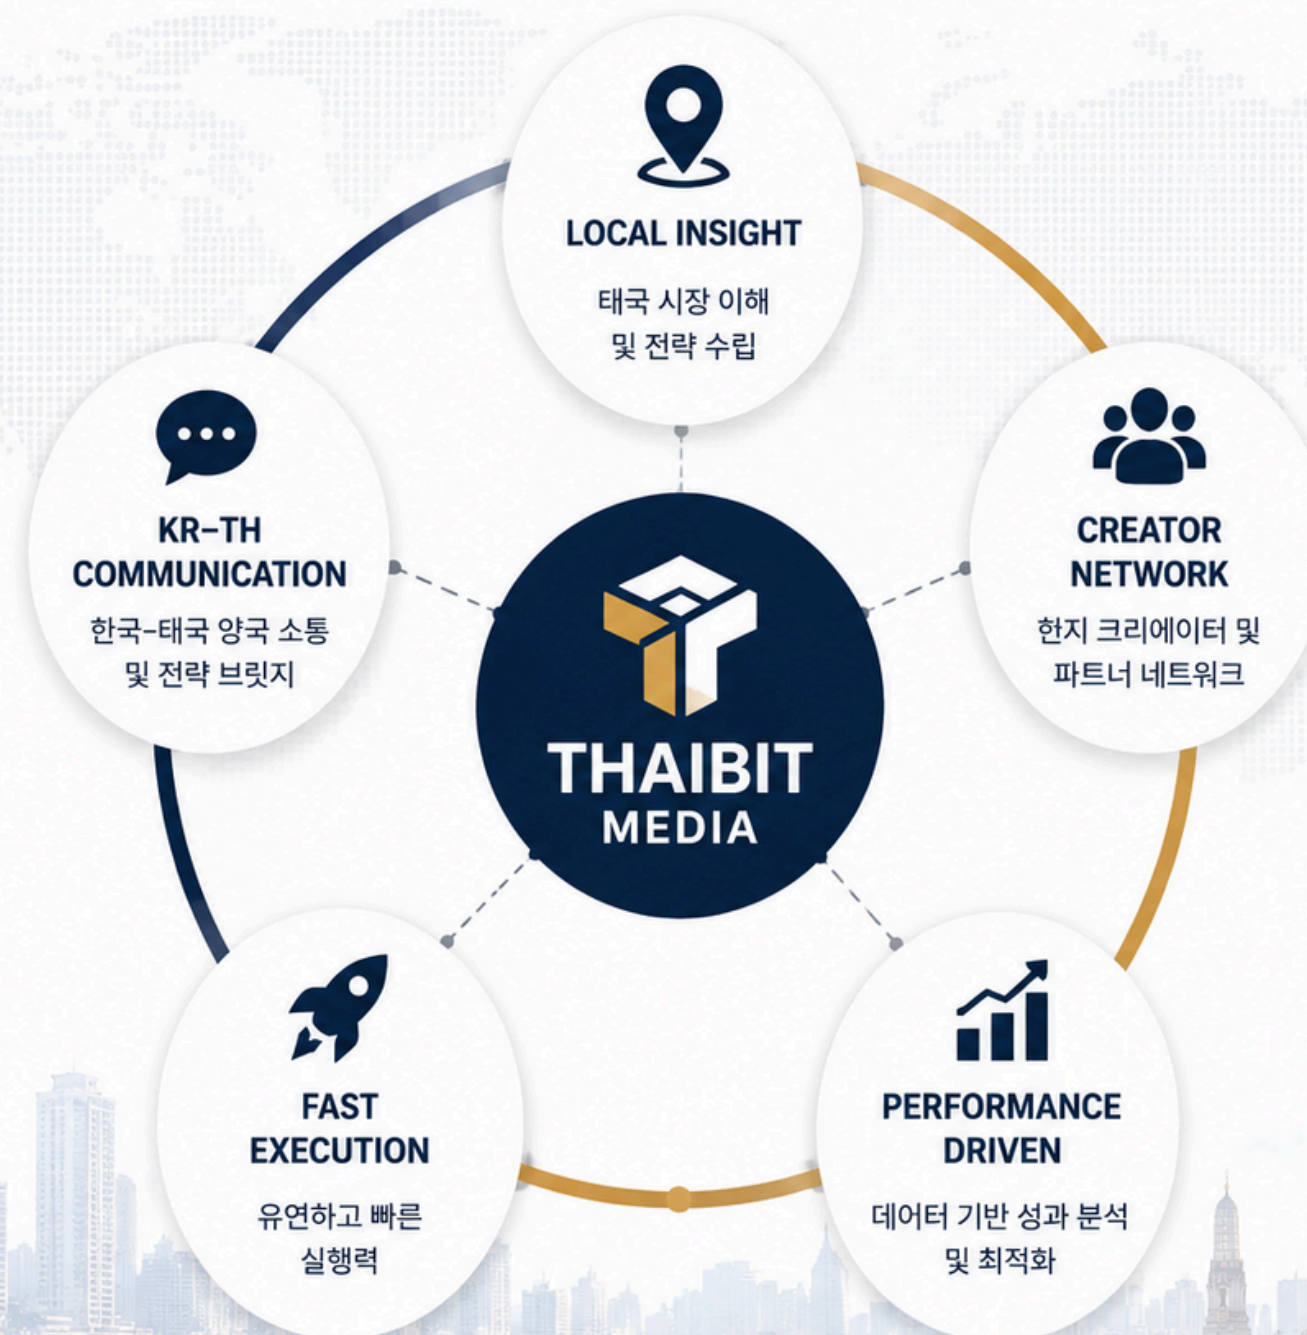 LOCAL INSIGHT
태국 시장 이해
및 전략 수립
KR–TH
COMMUNICATION
한국–태국 양국 소통
및 전략 브릿지
CREATOR
NETWORK
한지 크리에이터 및
파트너 네트워크
THAIBIT
MEDIA
FAST
EXECUTION
유연하고 빠른
실행력
PERFORMANCE
DRIVEN
데어터 기반 성과 분석
및 최적화